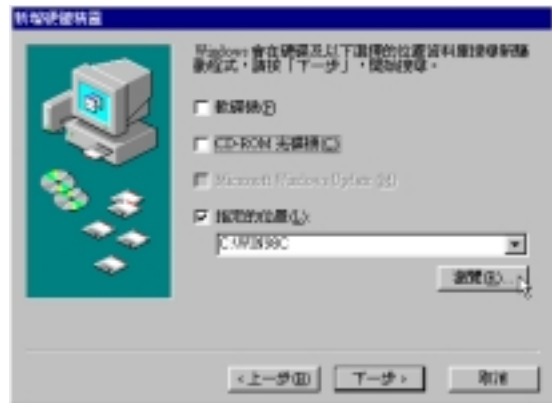 新增硬體精靈
Windows 會在硬碟及以下選擇的位置資料庫搜尋新驅
動程式,請按「下一步」,開始搜尋。
軟碟機(F)
CD-ROM 光碟機(C)
Microsoft Windows Update (M)
指定的位置(L):
C:\WIN98C
瀏覽(R)...
<上一步(B)
下一步>
取消